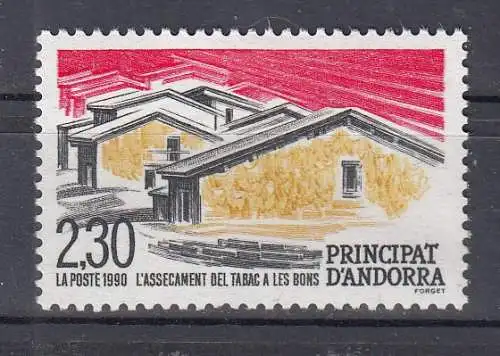 2,30
PRINCIPAT
D'ANDORRA
LA POSTE 1990 L'ASSECAMENT DEL TABAC A LES BONS
FORGET